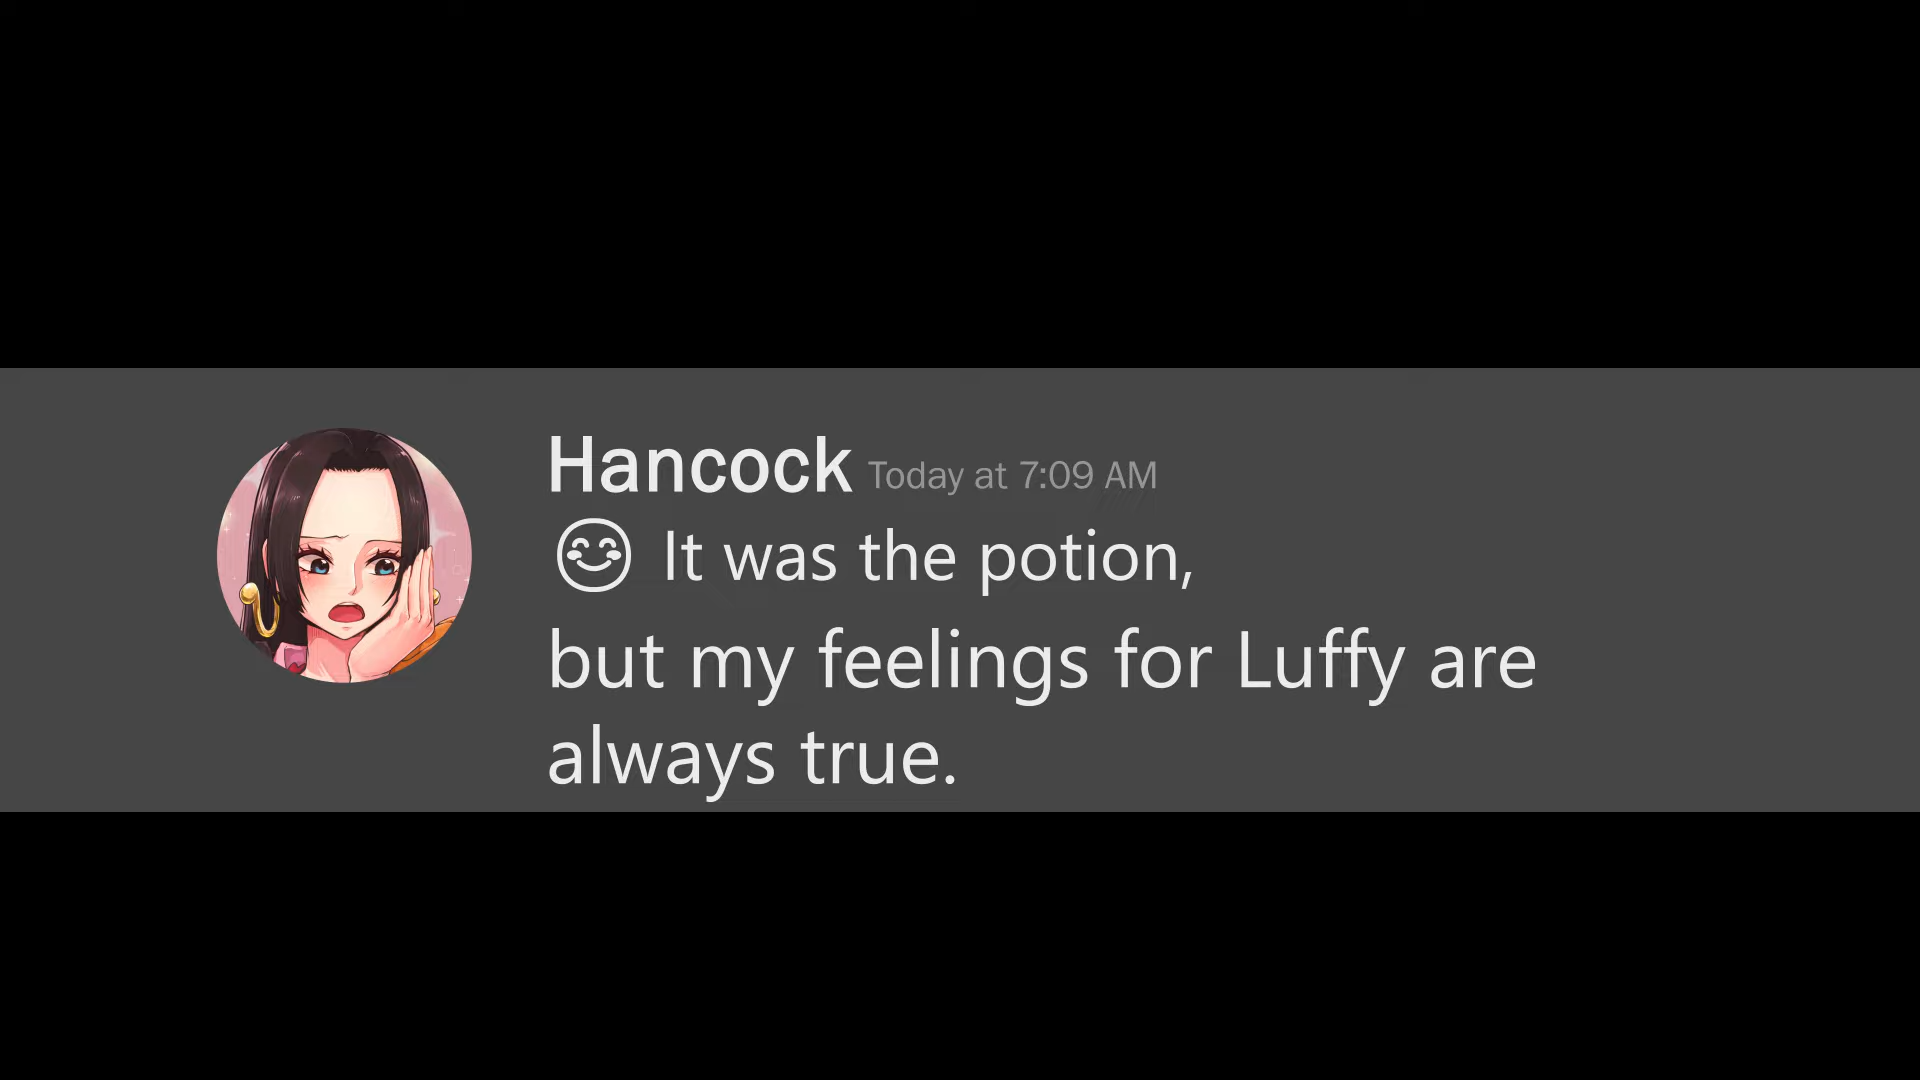 Hancock Today at 7:09 AM
😊 It was the potion,
but my feelings for Luffy are
always true.